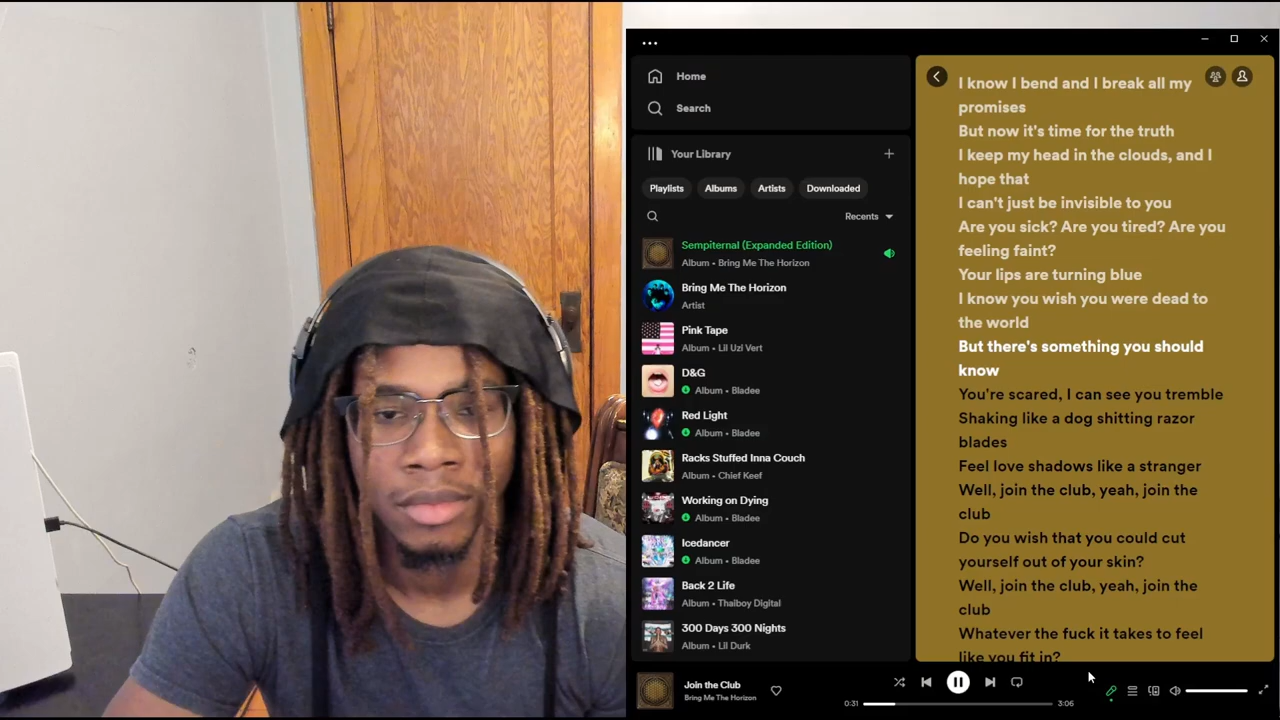 Home
Search
Your Library
Playlists
Albums
Artists
Downloaded
Recents
Sempiternal (Expanded Edition)
Album • Bring Me The Horizon
Bring Me The Horizon
Artist
Pink Tape
Album • Lil Uzi Vert
D&G
Album • Bladee
Red Light
Album • Bladee
Racks Stuffed Inna Couch
Album • Chief Keef
Working on Dying
Album • Bladee
Icedancer
Album • Bladee
Back 2 Life
Album • Thaiboy Digital
300 Days 300 Nights
Album • Lil Durk
I know I bend and I break all my
promises
But now it's time for the truth
I keep my head in the clouds, and I
hope that
I can't just be invisible to you
Are you sick? Are you tired? Are you
feeling faint?
Your lips are turning blue
I know you wish you were dead to
the world
But there's something you should
know
You're scared, I can see you tremble
Shaking like a dog shitting razor
blades
Feel love shadows like a stranger
Well, join the club, yeah, join the
club
Do you wish that you could cut
yourself out of your skin?
Well, join the club, yeah, join the
club
Whatever the fuck it takes to feel
like you fit in?
Join the Club
Bring Me The Horizon
0:31
3:06